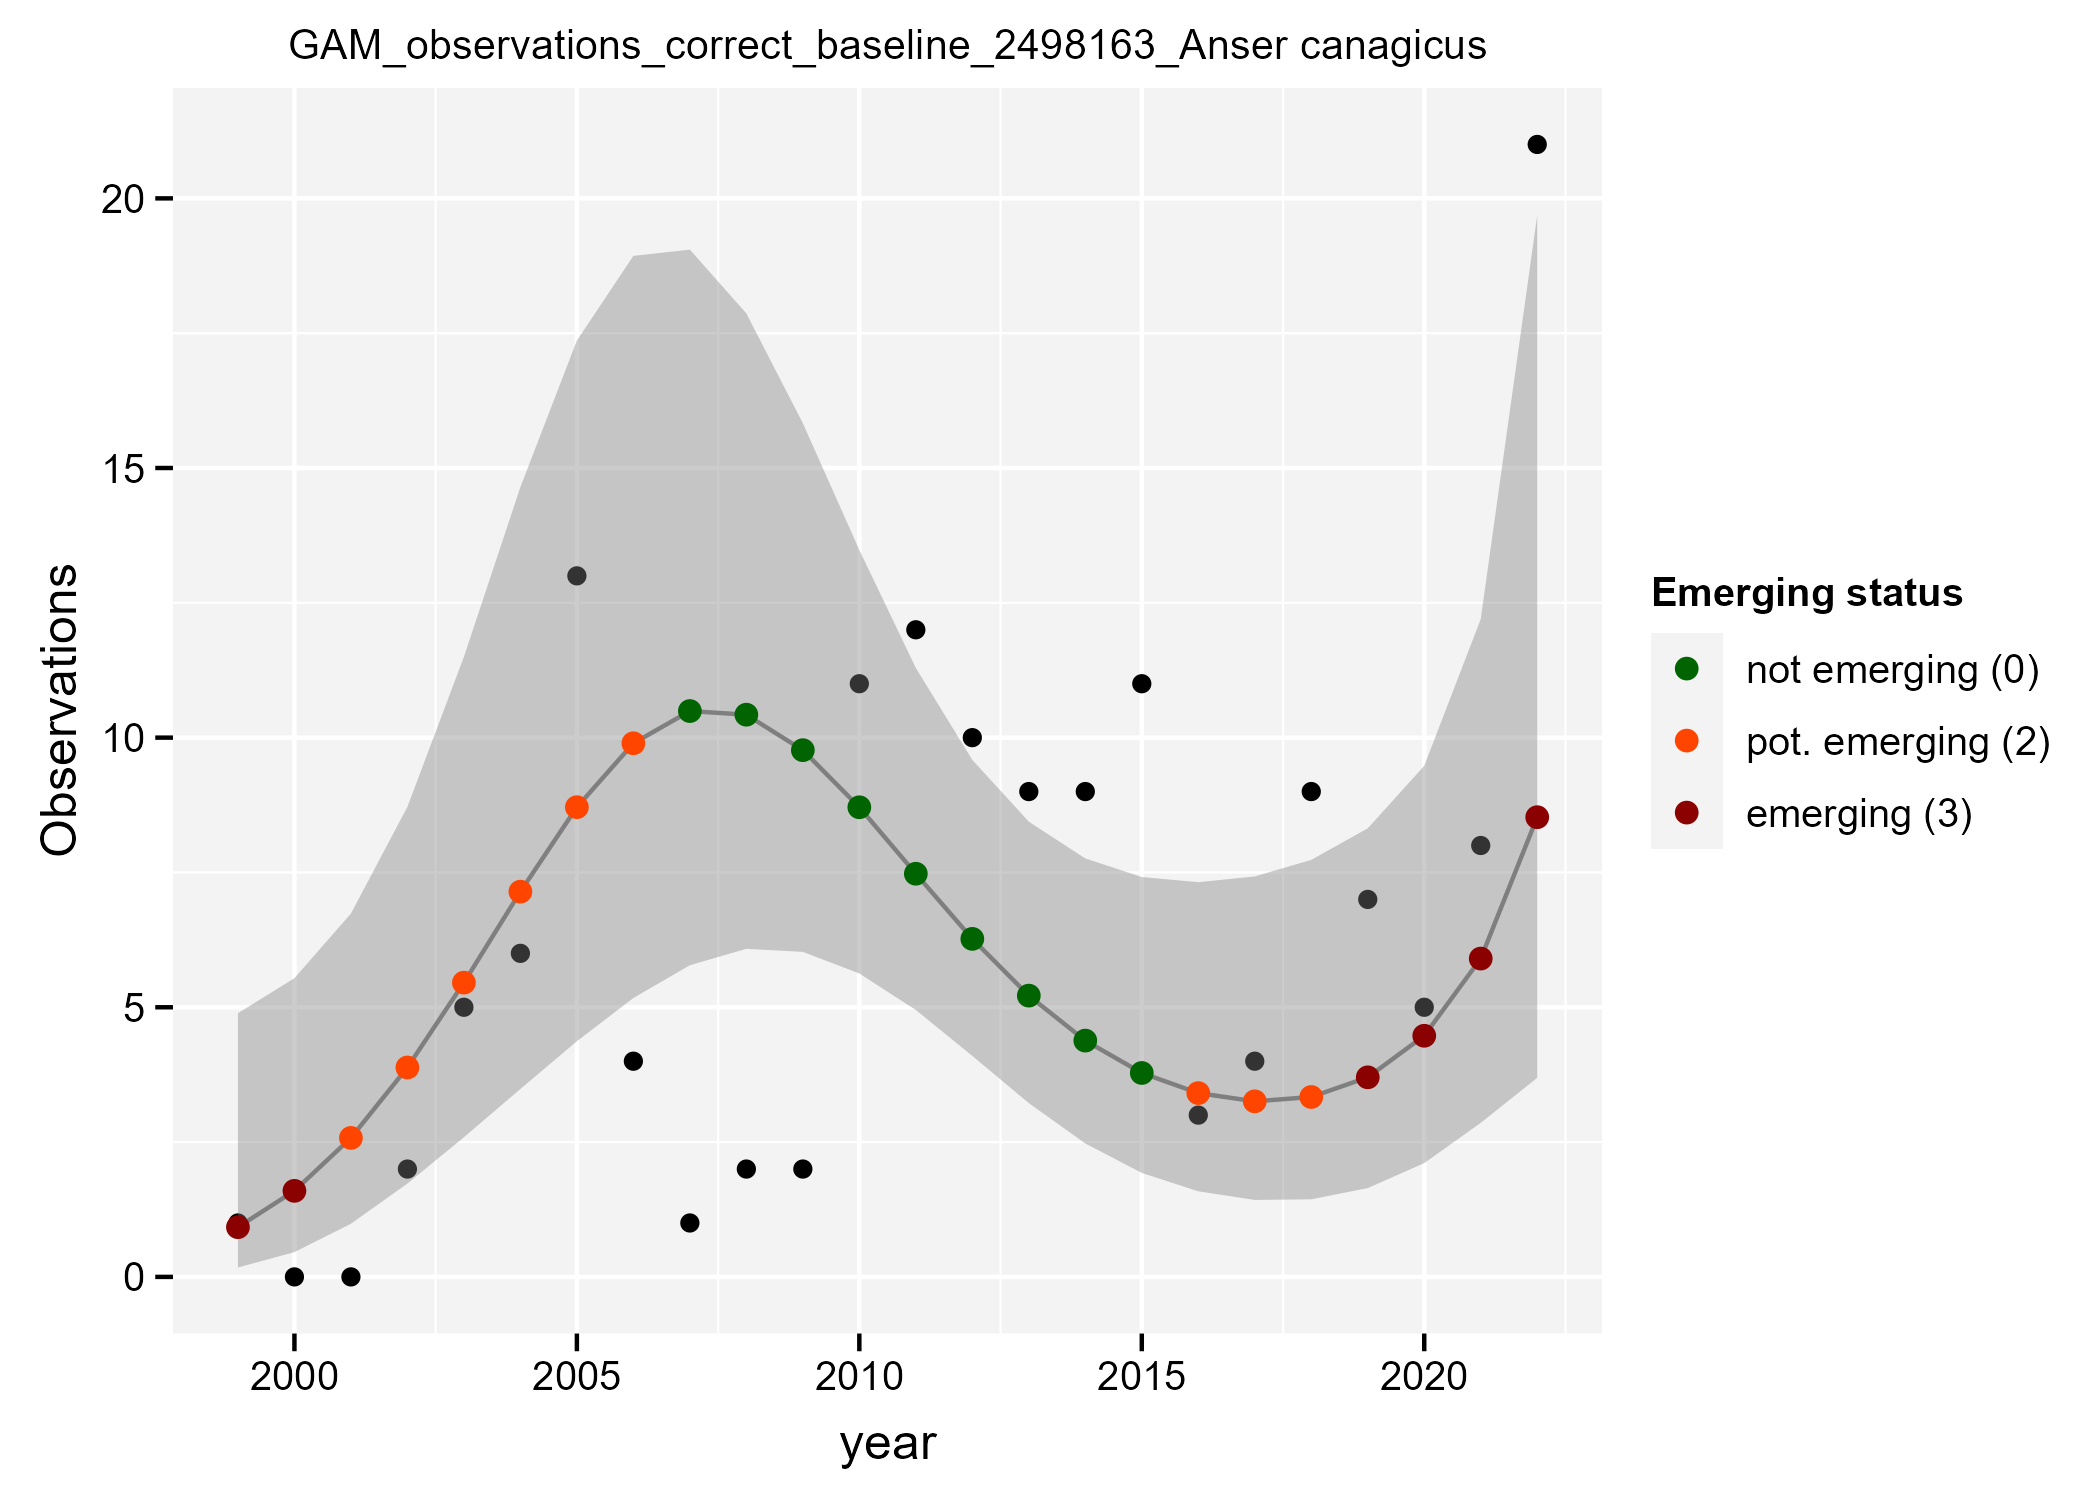 GAM_observations_correct_baseline_2498163_Anser canagicus
Observations
20
15
10
5
0
2000 2005 2010 2015 2020
year
Emerging status
not emerging (0)
pot. emerging (2)
emerging (3)